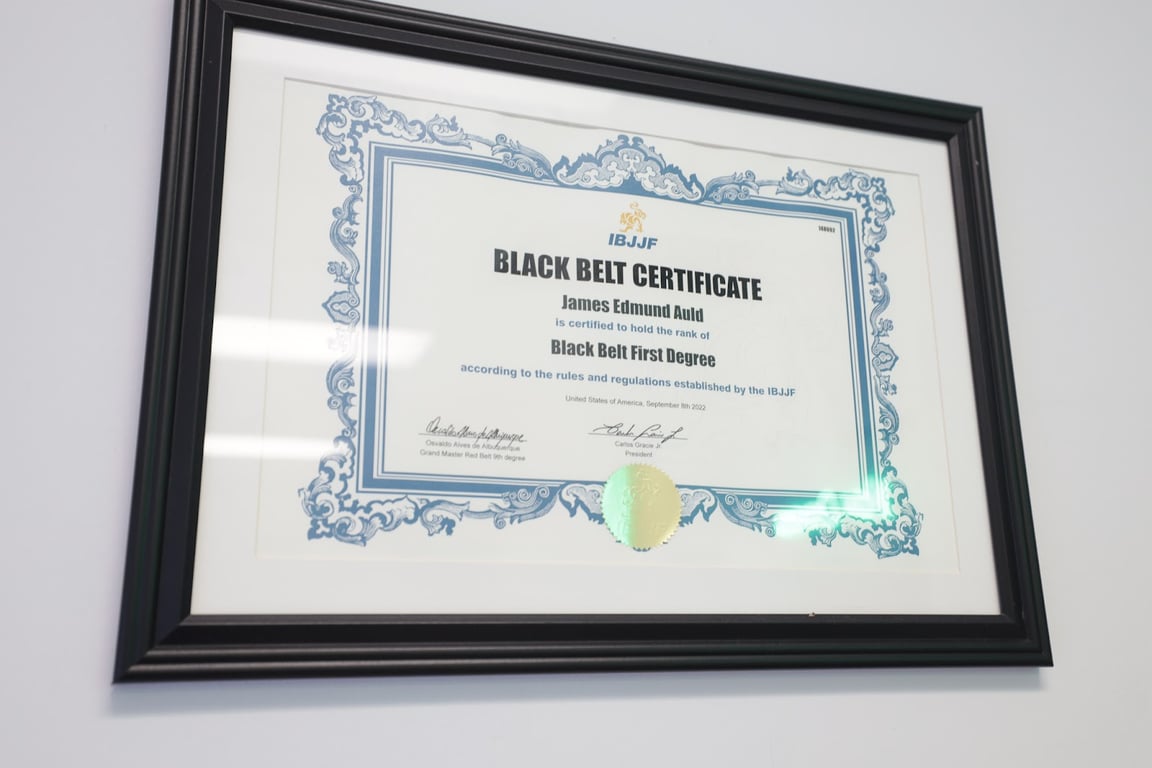 168692
IBJJF
BLACK BELT CERTIFICATE
James Edmund Auld
is certified to hold the rank of
Black Belt First Degree
according to the rules and regulations established by the IBJJF
United States of America, September 8th 2022
Osvaldo Alves de Albuquerque
Grand Master Red Belt 9th degree
Carlos Gracie Jr.
President